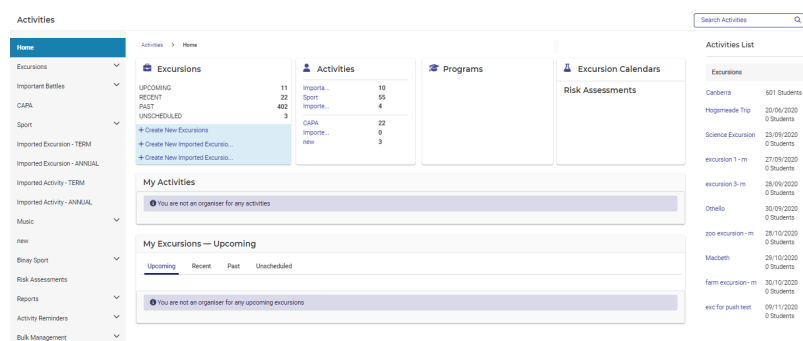 Activities
Search Activities
Home
Excursions
Important Battles
CAPA
Sport
Imported Excursion - TERM
Imported Excursion - ANNUAL
Imported Activity - TERM
Imported Activity - ANNUAL
Music
new
Binay Sport
Risk Assessments
Reports
Activity Reminders
Bulk Management
Activities > Home
Excursions
UPCOMING 11
RECENT 22
PAST 402
UNSCHEDULED 3
+ Create New Excursions
+ Create New Imported Excursio...
+ Create New Imported Excursio...
Activities
Importa... 10
Sport 55
Importe... 4
CAPA 22
Importe... 0
new 3
Programs
Excursion Calendars
Risk Assessments
My Activities
You are not an organiser for any activities
My Excursions — Upcoming
Upcoming Recent Past Unscheduled
You are not an organiser for any upcoming excursions
Activities List
Excursions
Canberra 601 Students
Hogsmeade Trip 20/06/2020
0 Students
Science Excursion 23/09/2020
0 Students
excursion 1 - m 27/09/2020
0 Students
excursion 3- m 28/09/2020
0 Students
Othello 30/09/2020
0 Students
zoo excursion - m 28/10/2020
0 Students
Macbeth 29/10/2020
0 Students
farm excursion - m 30/10/2020
0 Students
exc for push test 09/11/2020
0 Students